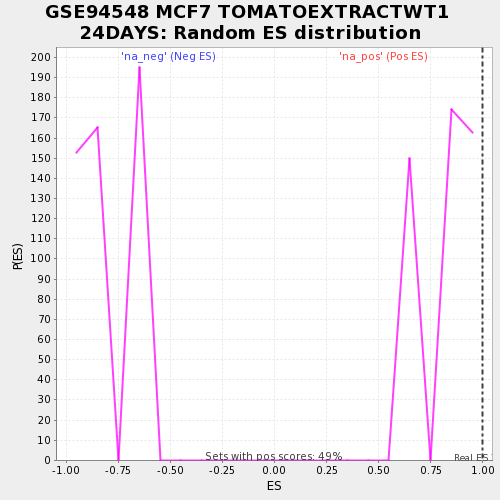 GSE94548 MCF7 TOMATOEXTRACTWT1
24DAYS: Random ES distribution
'na_neg' (Neg ES) 'na_pos' (Pos ES)
200
190
180
170
160
150
140
130
120
110
100
90
80
70
60
50
40
30
20
10
0
P(ES)
Sets with pos scores: 49%
Real ES
-1.00 -0.75 -0.50 -0.25 0.00 0.25 0.50 0.75 1.00
ES